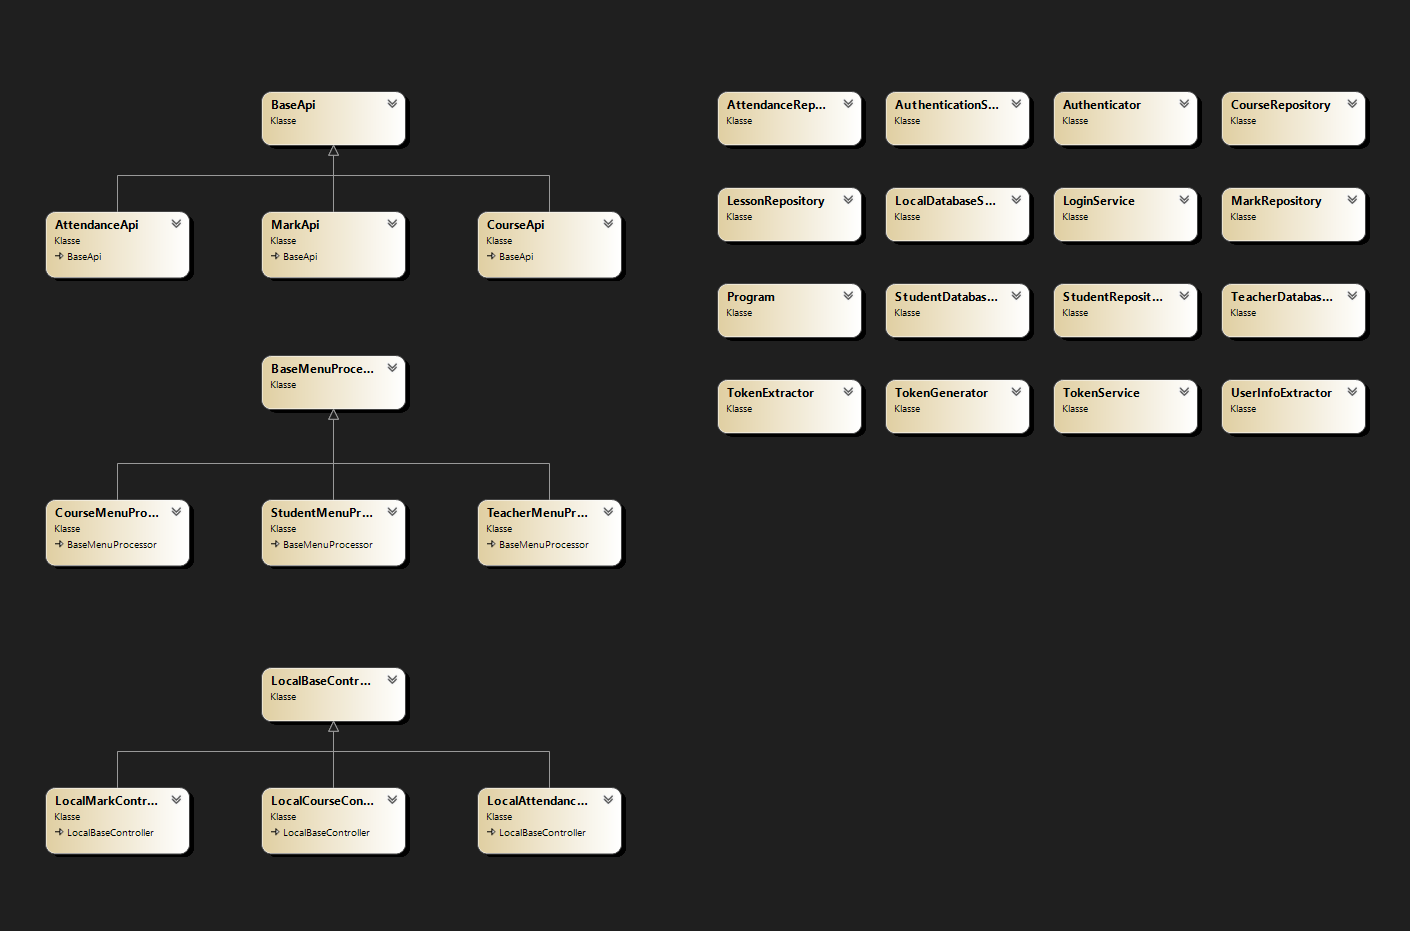 BaseApi
Klasse
AttendanceApi
Klasse
BaseApi
MarkApi
Klasse
BaseApi
CourseApi
Klasse
BaseApi
BaseMenuProce...
Klasse
CourseMenuPro...
Klasse
BaseMenuProcessor
StudentMenuPr...
Klasse
BaseMenuProcessor
TeacherMenuPr...
Klasse
BaseMenuProcessor
LocalBaseContr...
Klasse
LocalMarkContr...
Klasse
LocalBaseController
LocalCourseCon...
Klasse
LocalBaseController
LocalAttendanc...
Klasse
LocalBaseController
AttendanceRep...
Klasse
AuthenticationS...
Klasse
Authenticator
Klasse
CourseRepository
Klasse
LessonRepository
Klasse
LocalDatabaseS...
Klasse
LoginService
Klasse
MarkRepository
Klasse
Program
Klasse
StudentDatabas...
Klasse
StudentReposit...
Klasse
TeacherDatabas...
Klasse
TokenExtractor
Klasse
TokenGenerator
Klasse
TokenService
Klasse
UserInfoExtractor
Klasse